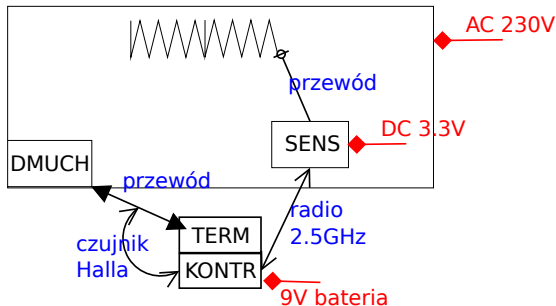 AC 230V
przewód
DC 3.3V
SENS
DMUCH
przewód
radio
2.5GHz
TERM
czujnik
Halla
KONTR
9V bateria